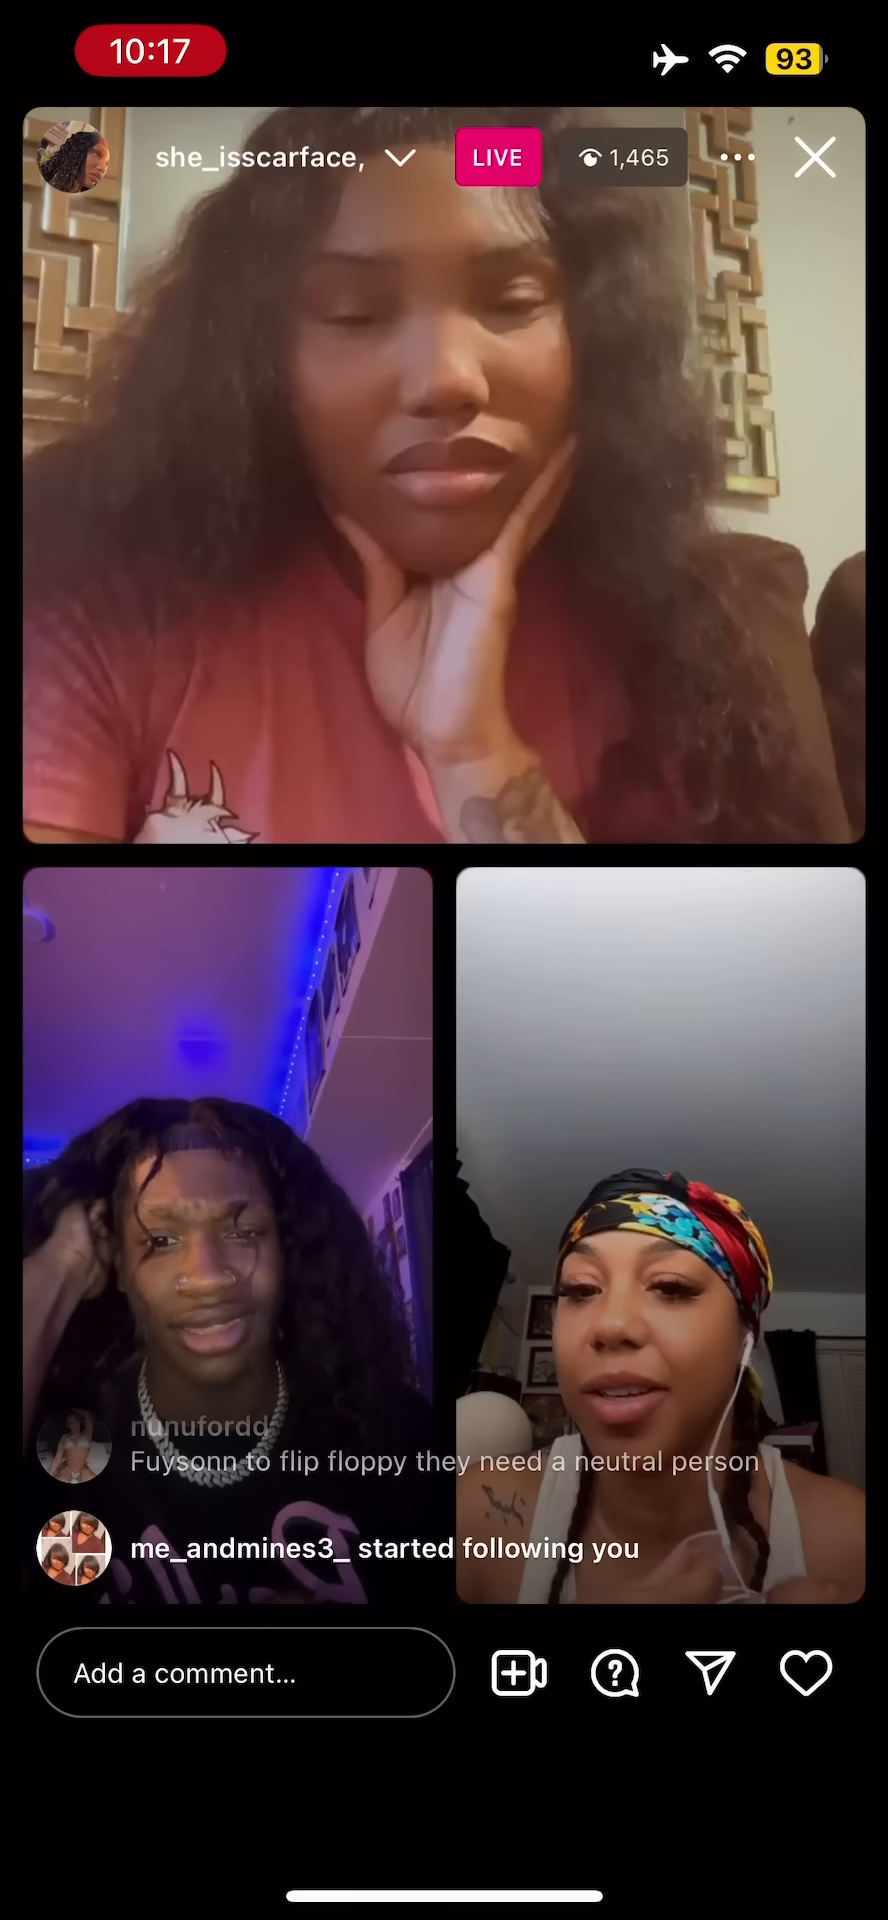 10:17
93
she_isscarface,
LIVE
1,465
nunufordd
Fuysonn to flip floppy they need a neutral person
me_andmines3_ started following you
Add a comment...